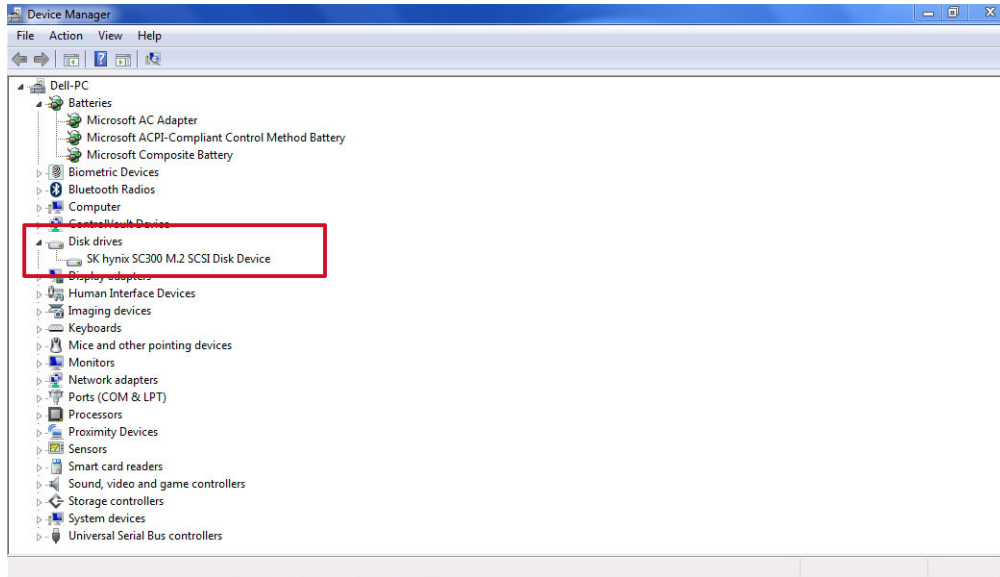 Device Manager
File Action View Help
Dell-PC
Batteries
Microsoft AC Adapter
Microsoft ACPI-Compliant Control Method Battery
Microsoft Composite Battery
Biometric Devices
Bluetooth Radios
Computer
ControlVault Device
Disk drives
SK hynix SC300 M.2 SCSI Disk Device
Display adapters
Human Interface Devices
Imaging devices
Keyboards
Mice and other pointing devices
Monitors
Network adapters
Ports (COM & LPT)
Processors
Proximity Devices
Sensors
Smart card readers
Sound, video and game controllers
Storage controllers
System devices
Universal Serial Bus controllers